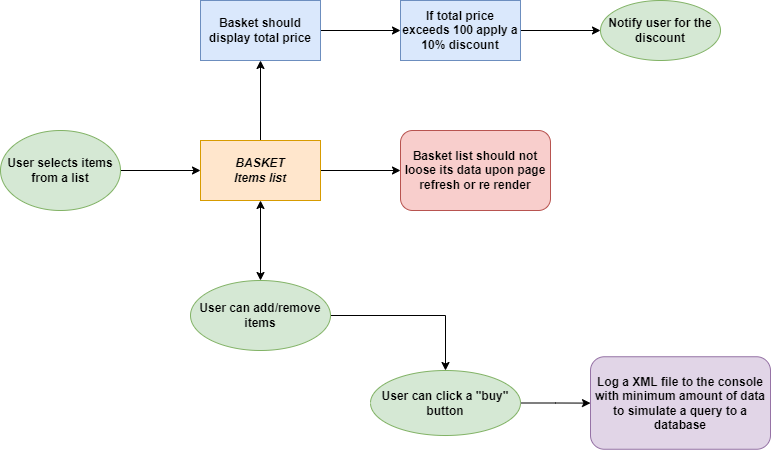 Basket should
display total price
If total price
exceeds 100 apply a
10% discount
Notify user for the
discount
User selects items
from a list
BASKET
Items list
Basket list should not
loose its data upon page
refresh or re render
User can add/remove
items
User can click a "buy"
button
Log a XML file to the console
with minimum amount of data
to simulate a query to a
database